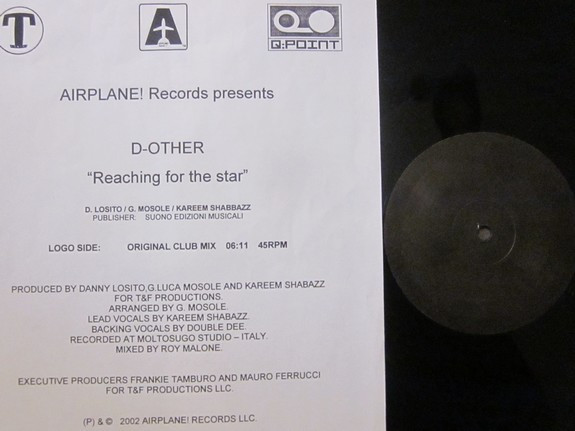 T
A
Q:POINT
AIRPLANE! Records presents
D-OTHER
“Reaching for the star”
D. LOSITO / G. MOSOLE / KAREEM SHABBAZZ
PUBLISHER: SUONO EDIZIONI MUSICALI
LOGO SIDE: ORIGINAL CLUB MIX 06:11 45RPM
PRODUCED BY DANNY LOSITO,G.LUCA MOSOLE AND KAREEM SHABAZZ
FOR T&F PRODUCTIONS.
ARRANGED BY G. MOSOLE.
LEAD VOCALS BY KAREEM SHABAZZ.
BACKING VOCALS BY DOUBLE DEE.
RECORDED AT MOLTOSUGO STUDIO – ITALY.
MIXED BY ROY MALONE.
EXECUTIVE PRODUCERS FRANKIE TAMBURO AND MAURO FERRUCCI
FOR T&F PRODUCTIONS LLC.
(P) & © 2002 AIRPLANE! RECORDS LLC.